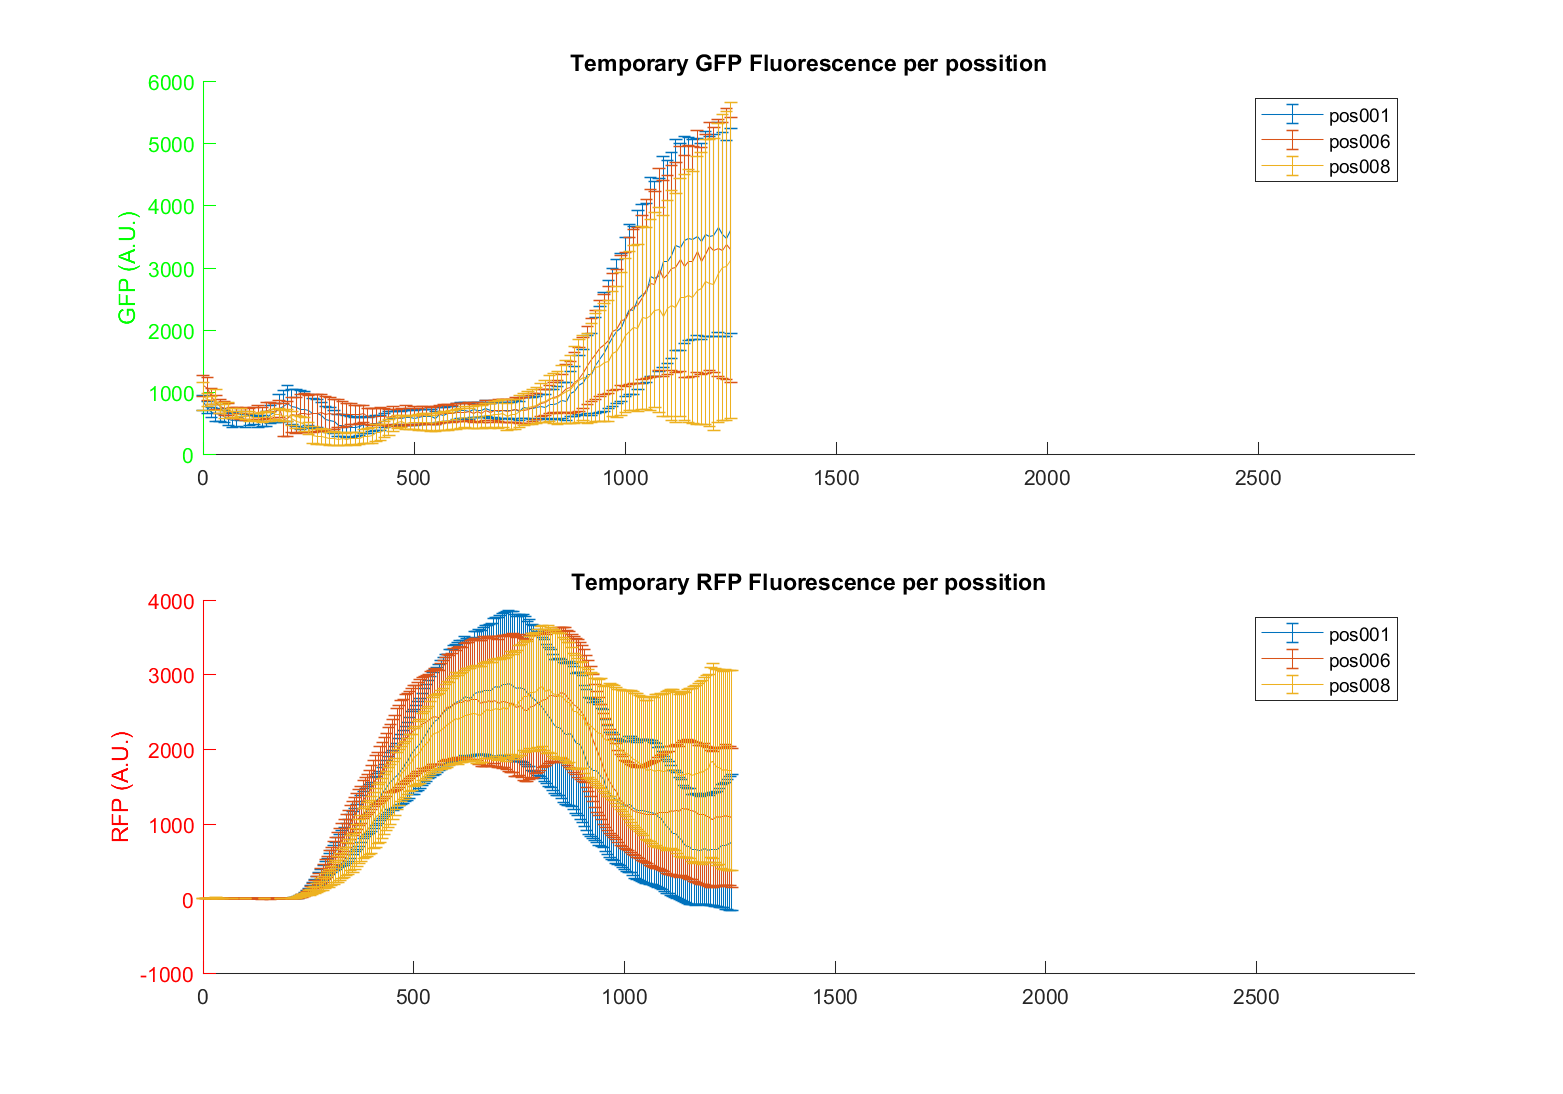 Temporary GFP Fluorescence per possition
6000
5000
4000
3000
2000
1000
0
GFP (A.U.)
0 500 1000 1500 2000 2500
pos001
pos006
pos008
Temporary RFP Fluorescence per possition
4000
3000
2000
1000
0
-1000
RFP (A.U.)
0 500 1000 1500 2000 2500
pos001
pos006
pos008